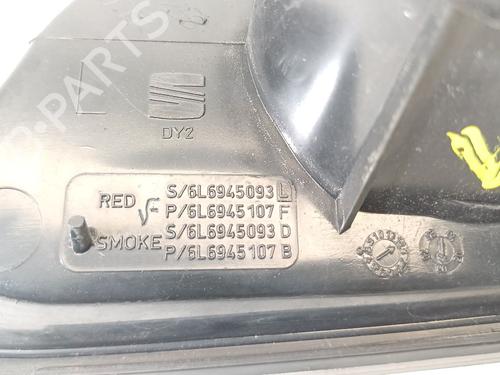 B-PARTS
L
DY2
RED S/6L6945093 L
P/6L6945107 F
SMOKE S/6L6945093 D
P/6L6945107 B